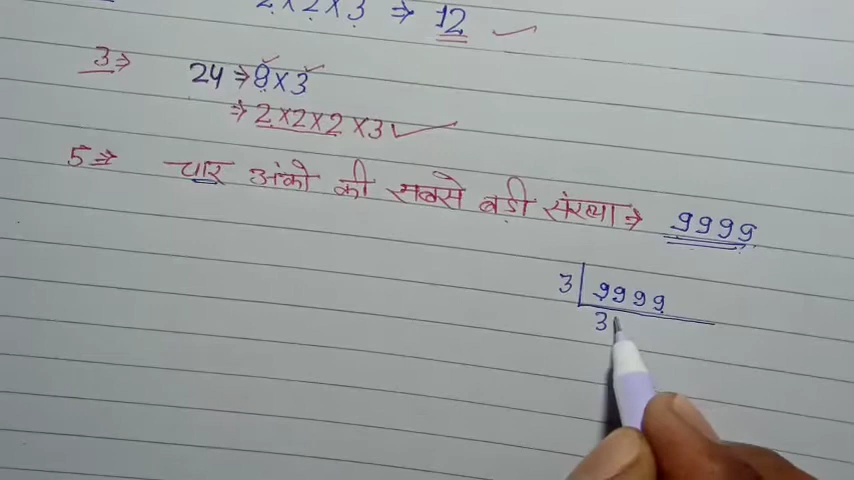 2×2×3 ⇒ 12 ✓
3⇒ 24 ⇒ 8×3
⇒ 2×2×2×3 ✓
5⇒ चार अंको की सबसे बडी संख्या⇒ 9999
3 | 9999
3